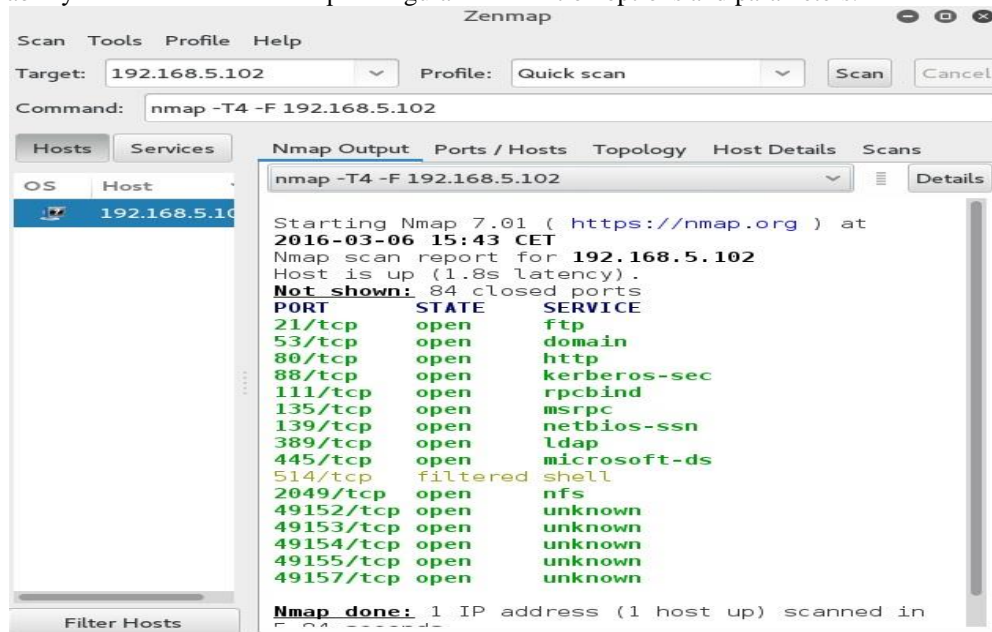 Zenmap
Scan Tools Profile Help
Target: 192.168.5.102 Profile: Quick scan Scan Cancel
Command: nmap -T4 -F 192.168.5.102
Hosts Services
Nmap Output Ports / Hosts Topology Host Details Scans
OS Host
nmap -T4 -F 192.168.5.102 Details
192.168.5.10
Starting Nmap 7.01 ( https://nmap.org ) at
2016-03-06 15:43 CET
Nmap scan report for 192.168.5.102
Host is up (1.8s latency).
Not shown: 84 closed ports
PORT STATE SERVICE
21/tcp open ftp
53/tcp open domain
80/tcp open http
88/tcp open kerberos-sec
111/tcp open rpcbind
135/tcp open msrpc
139/tcp open netbios-ssn
389/tcp open ldap
445/tcp open microsoft-ds
514/tcp filtered shell
2049/tcp open nfs
49152/tcp open unknown
49153/tcp open unknown
49154/tcp open unknown
49155/tcp open unknown
49157/tcp open unknown
Nmap done: 1 IP address (1 host up) scanned in
Filter Hosts